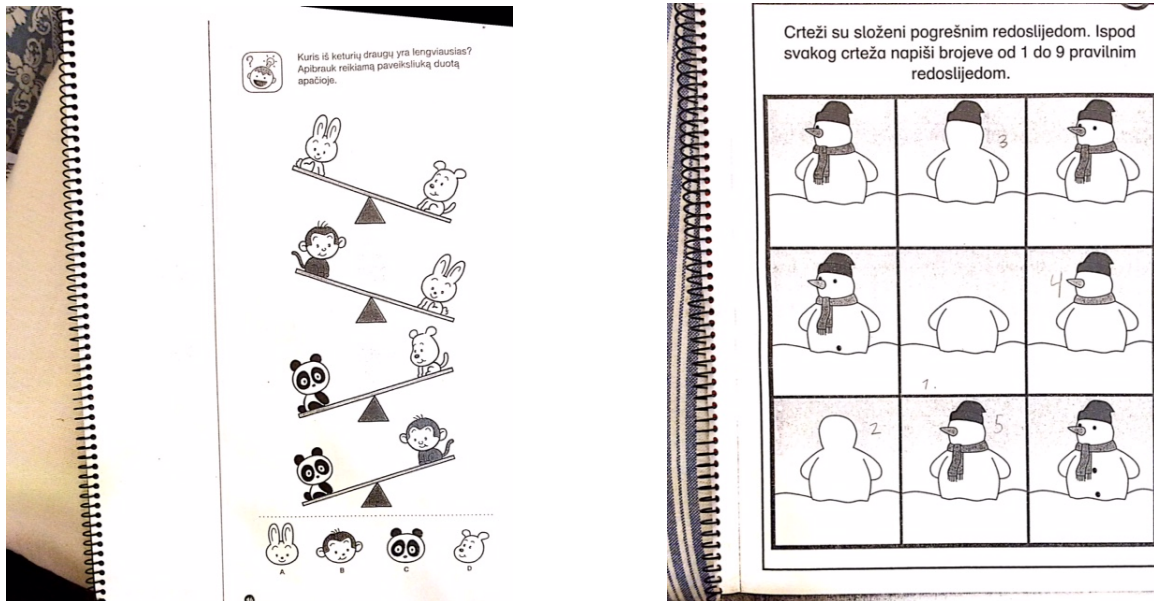 Kuris iš keturių draugų yra lengviausias?
Apibrauk reikiamą paveiksliuką duotą
apačioje.
?
A B C D
Crteži su složeni pogrešnim redoslijedom. Ispod
svakog crteža napiši brojeve od 1 do 9 pravilnim
redoslijedom.
3
4
1.
2 5